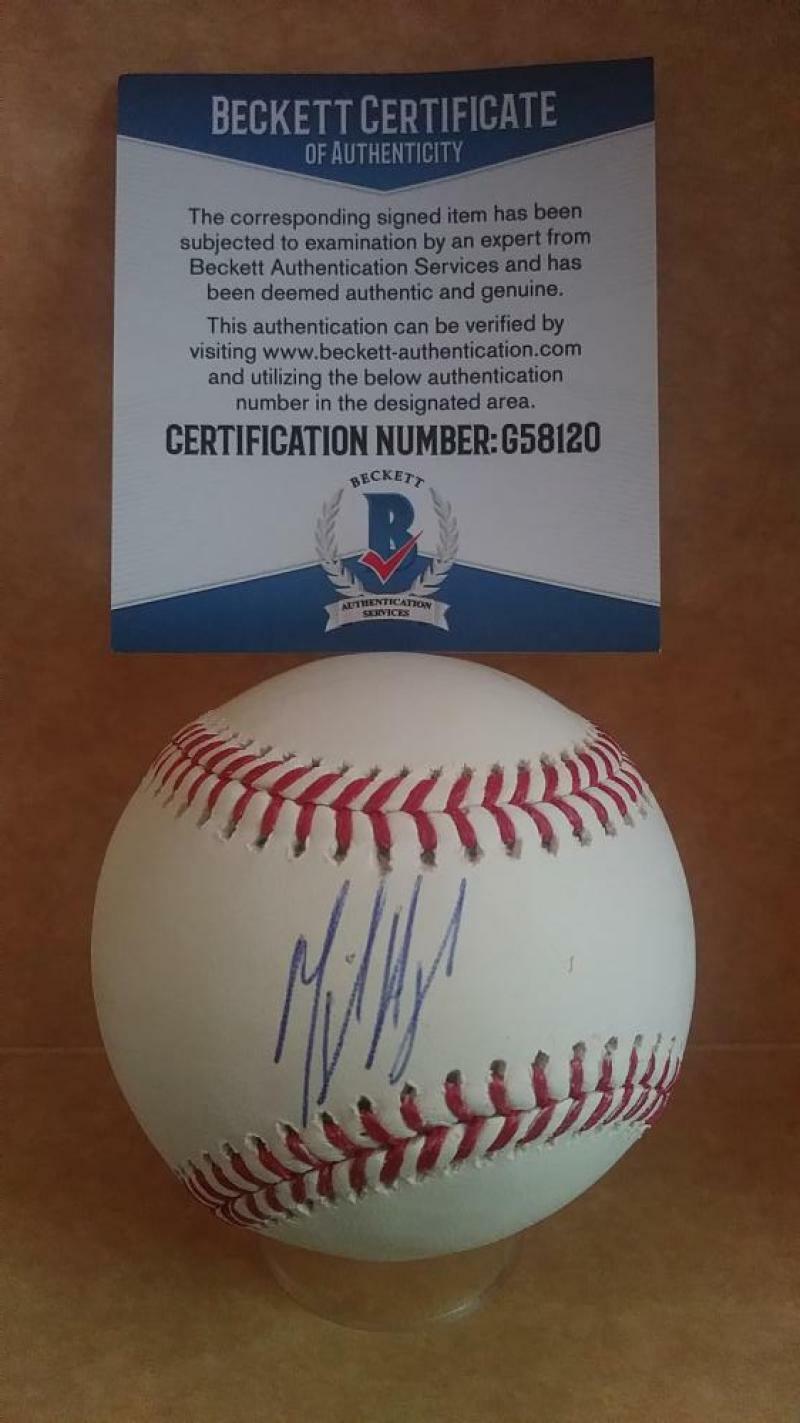 BECKETT CERTIFICATE
OF AUTHENTICITY
The corresponding signed item has been
subjected to examination by an expert from
Beckett Authentication Services and has
been deemed authentic and genuine.
This authentication can be verified by
visiting www.beckett-authentication.com
and utilizing the below authentication
number in the designated area.
CERTIFICATION NUMBER:G58120
BECKETT
B
AUTHENTICATION
SERVICES